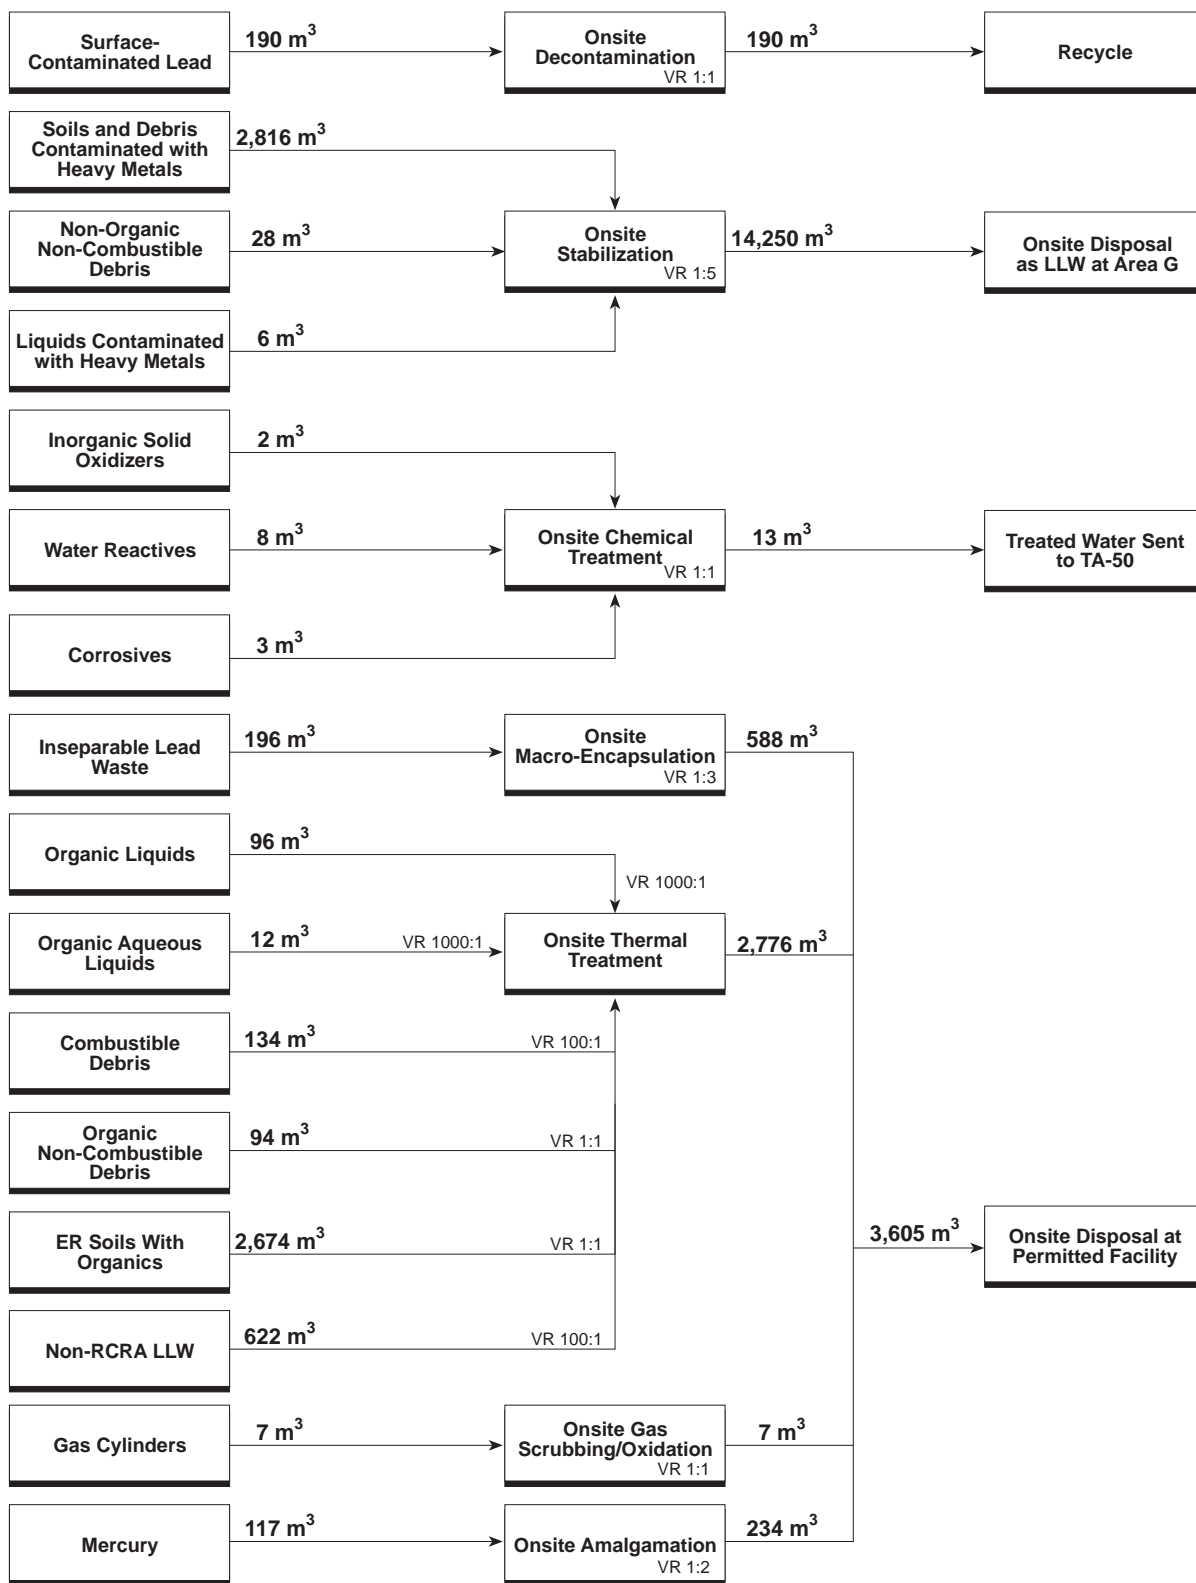 Surface-
Contaminated Lead
190 m³
Onsite
Decontamination
VR 1:1
190 m³
Recycle
Soils and Debris
Contaminated with
Heavy Metals
2,816 m³
Non-Organic
Non-Combustible
Debris
28 m³
Onsite
Stabilization
VR 1:5
14,250 m³
Onsite Disposal
as LLW at Area G
Liquids Contaminated
with Heavy Metals
6 m³
Inorganic Solid
Oxidizers
2 m³
Water Reactives
8 m³
Onsite Chemical
Treatment
VR 1:1
13 m³
Treated Water Sent
to TA-50
Corrosives
3 m³
Inseparable Lead
Waste
196 m³
Onsite
Macro-Encapsulation
VR 1:3
588 m³
Organic Liquids
96 m³
VR 1000:1
Organic Aqueous
Liquids
12 m³
VR 1000:1
Onsite Thermal
Treatment
2,776 m³
Combustible
Debris
134 m³
VR 100:1
Organic
Non-Combustible
Debris
94 m³
VR 1:1
ER Soils With
Organics
2,674 m³
VR 1:1
3,605 m³
Onsite Disposal at
Permitted Facility
Non-RCRA LLW
622 m³
VR 100:1
Gas Cylinders
7 m³
Onsite Gas
Scrubbing/Oxidation
VR 1:1
7 m³
Mercury
117 m³
Onsite Amalgamation
VR 1:2
234 m³